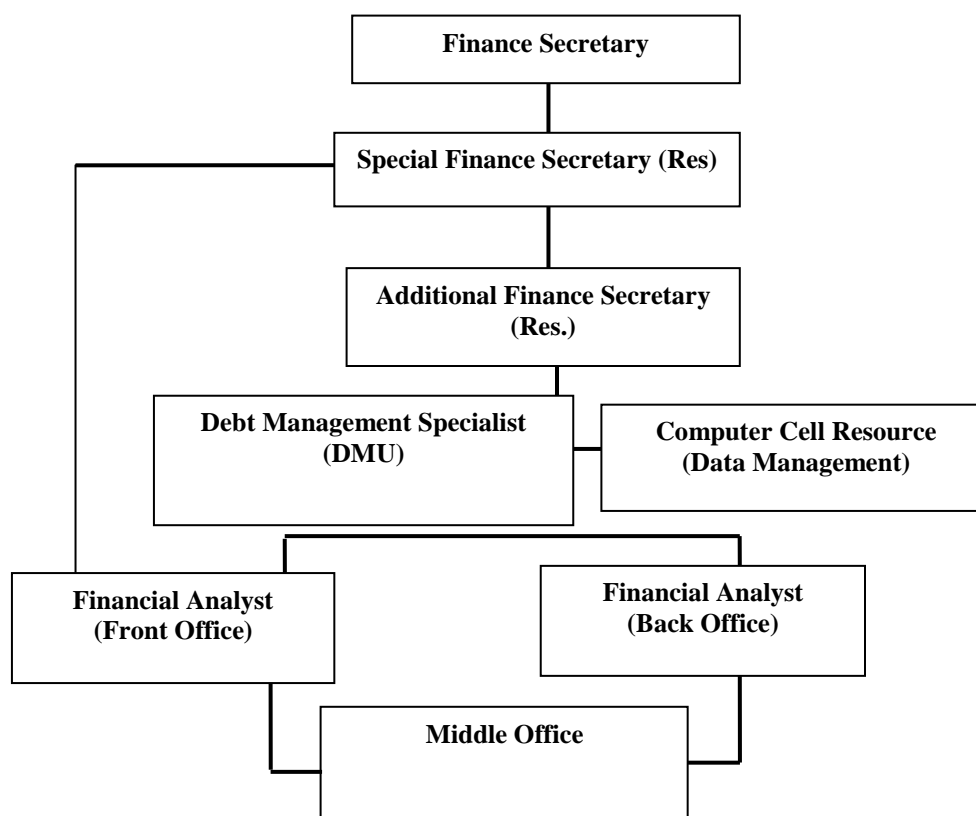 Finance Secretary
Special Finance Secretary (Res)
Additional Finance Secretary
(Res.)
Debt Management Specialist
(DMU)
Computer Cell Resource
(Data Management)
Financial Analyst
(Front Office)
Financial Analyst
(Back Office)
Middle Office